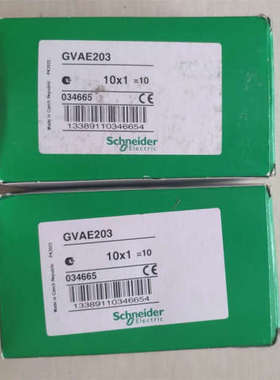 GVAE203
10x1 =10
034665
CE
13389110346654
Made in Czech Republic
Schneider
Electric
GVAE203
10x1 =10
034665
CE
13389110346654
Made in Czech Republic
Schneider
Electric